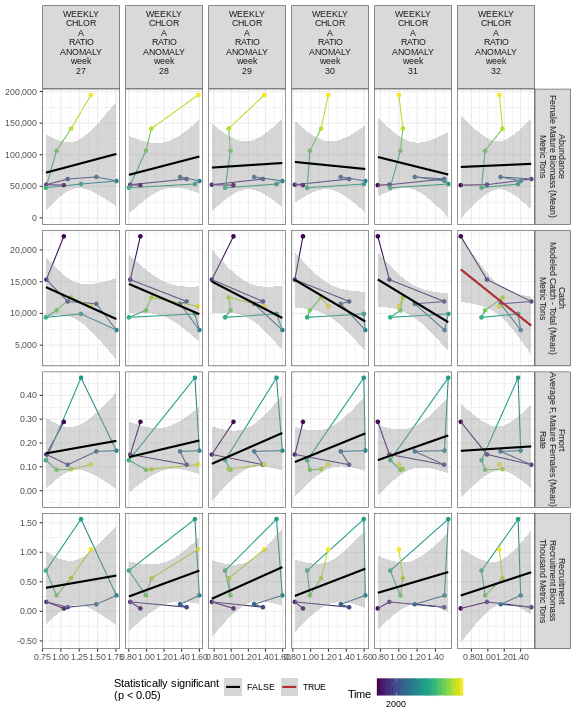 WEEKLY CHLOR A RATIO ANOMALY week 27
WEEKLY CHLOR A RATIO ANOMALY week 28
WEEKLY CHLOR A RATIO ANOMALY week 29
WEEKLY CHLOR A RATIO ANOMALY week 30
WEEKLY CHLOR A RATIO ANOMALY week 31
WEEKLY CHLOR A RATIO ANOMALY week 32
200,000
150,000
100,000
50,000
0
Abundance
Female Mature Biomass (Mean)
Metric Tons
20,000
15,000
10,000
5,000
Catch
Modeled Catch - Total (Mean)
Metric Tons
0.40
0.30
0.20
0.10
0.00
Fmort
Average F, Mature Females (Mean)
Rate
1.50
1.00
0.50
0.00
-0.50
Recruitment
Recruitment Biomass
Thousand Metric Tons
0.75 1.00 1.25 1.50 1.75
1.00 1.20 1.40 1.60
1.00 1.20 1.40 1.60
0.80 1.00 1.20 1.40 1.60
0.80 1.00 1.20 1.40
0.80 1.00 1.20 1.40
Statistically significant
(p < 0.05)
FALSE
TRUE
Time
2000